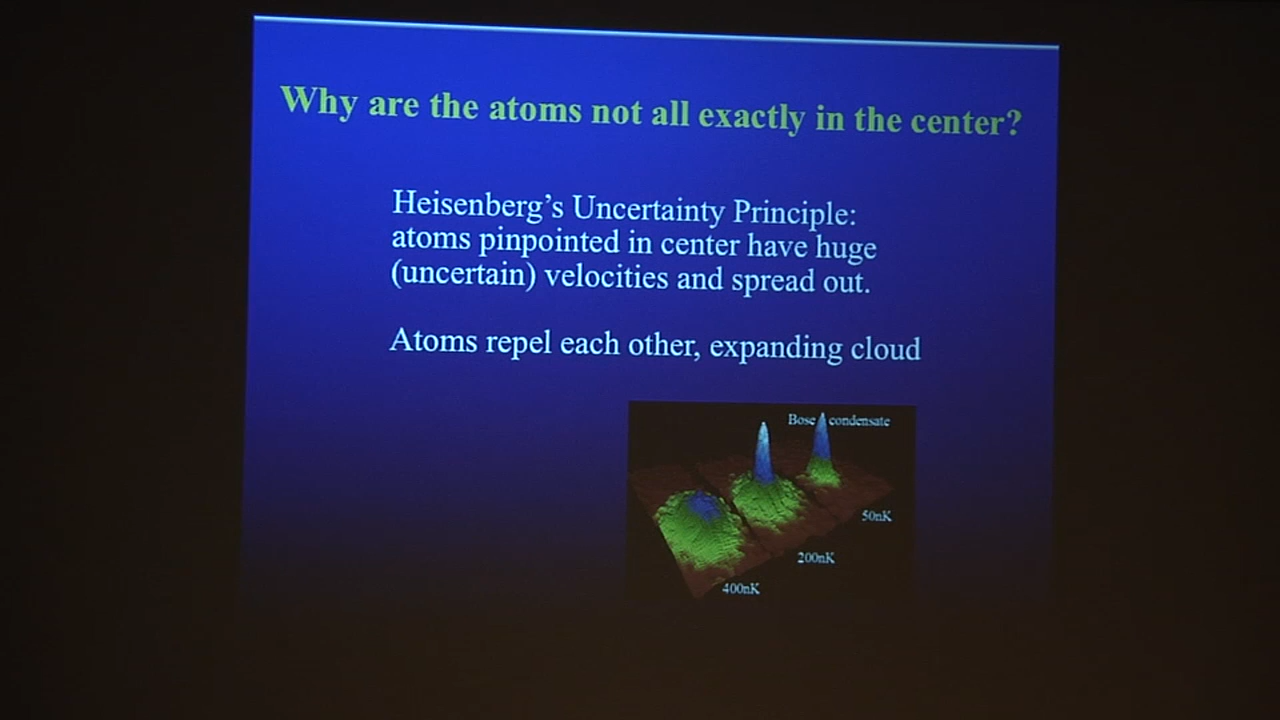 Why are the atoms not all exactly in the center?
Heisenberg’s Uncertainty Principle:
atoms pinpointed in center have huge
(uncertain) velocities and spread out.
Atoms repel each other, expanding cloud
Bose condensate
50nK
200nK
400nK